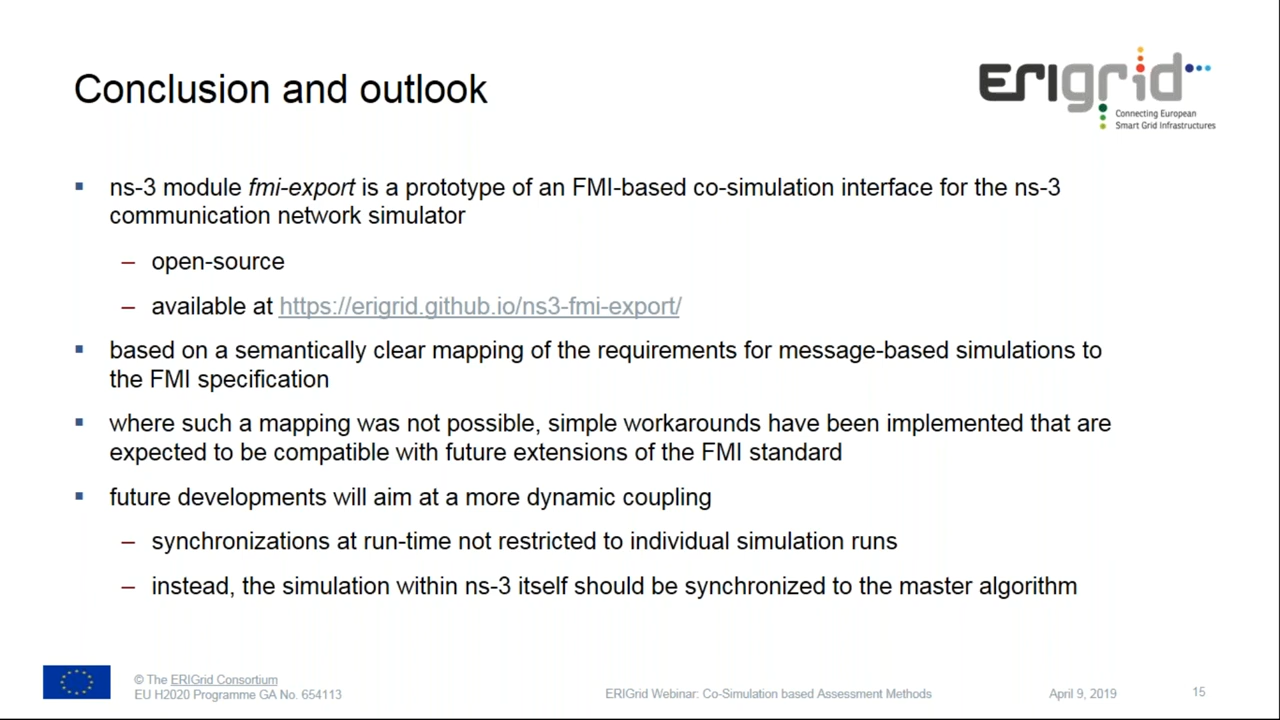 Conclusion and outlook
ERIgrid
Connecting European
Smart Grid Infrastructures
▪ ns-3 module fmi-export is a prototype of an FMI-based co-simulation interface for the ns-3
communication network simulator
– open-source
– available at https://erigrid.github.io/ns3-fmi-export/
▪ based on a semantically clear mapping of the requirements for message-based simulations to
the FMI specification
▪ where such a mapping was not possible, simple workarounds have been implemented that are
expected to be compatible with future extensions of the FMI standard
▪ future developments will aim at a more dynamic coupling
– synchronizations at run-time not restricted to individual simulation runs
– instead, the simulation within ns-3 itself should be synchronized to the master algorithm
© The ERIGrid Consortium
EU H2020 Programme GA No. 654113
ERIGrid Webinar: Co-Simulation based Assessment Methods
April 9, 2019
15